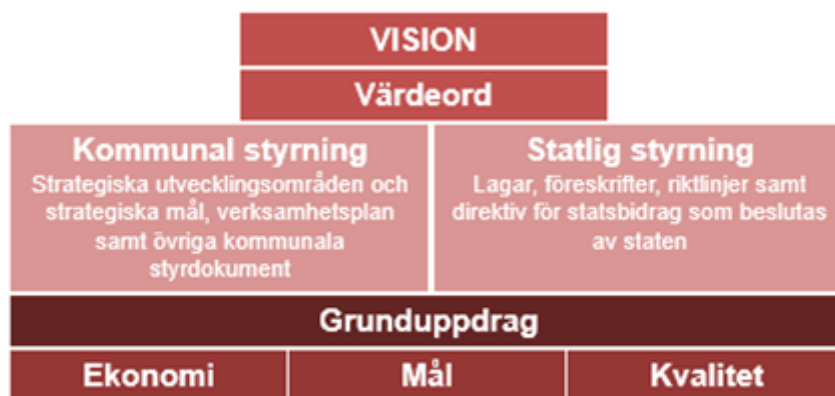 VISION
Värdeord
Kommunal styrning
Strategiska utvecklingsområden och
strategiska mål, verksamhetsplan
samt övriga kommunala
styrdokument
Statlig styrning
Lagar, föreskrifter, riktlinjer samt
direktiv för statsbidrag som beslutas
av staten
Grunduppdrag
Ekonomi
Mål
Kvalitet